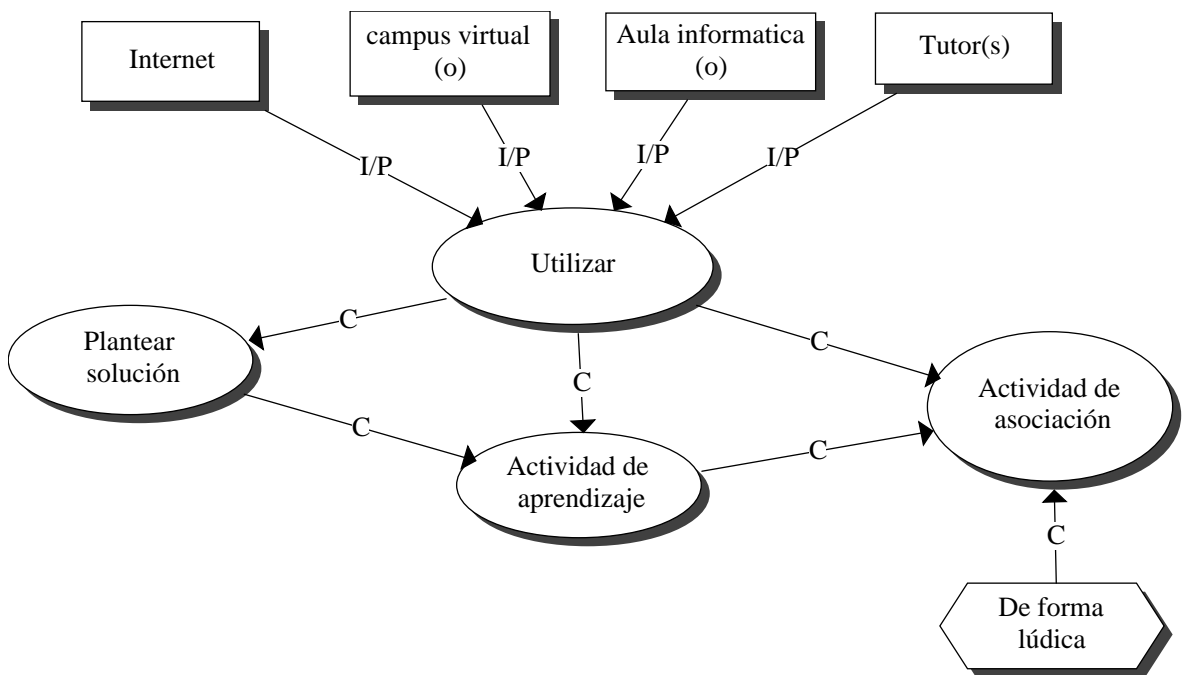 Internet
campus virtual
(o)
Aula informatica
(o)
Tutor(s)
I/P
I/P
I/P
I/P
Utilizar
C
C
C
Plantear
solución
Actividad de
asociación
C
C
Actividad de
aprendizaje
C
De forma
lúdica